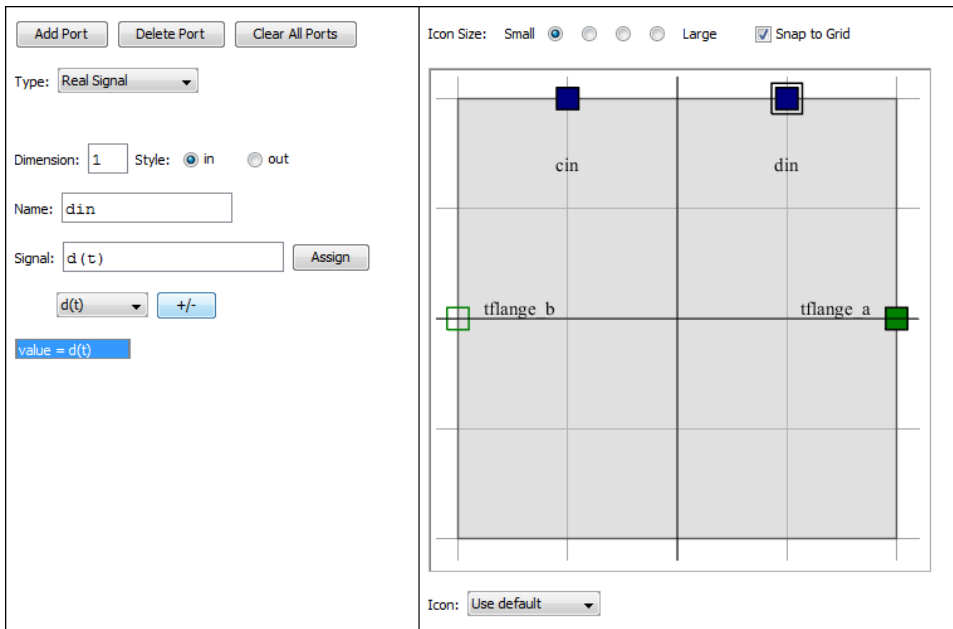 Add Port Delete Port Clear All Ports
Type: Real Signal
Dimension: 1 Style: in out
Name: din
Signal: d(t) Assign
d(t) +/-
value = d(t)
Icon Size: Small Large Snap to Grid
cin din
tflange_b tflange_a
Icon: Use default